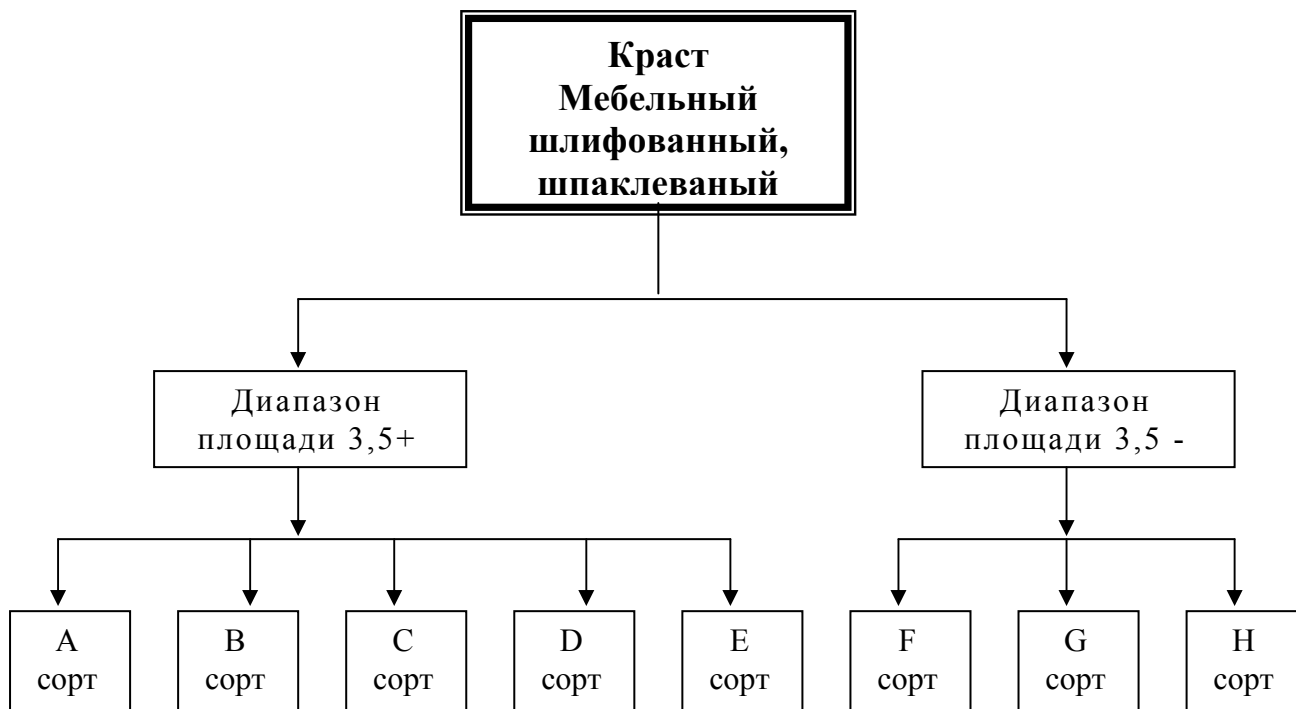 Краст
Мебельный
шлифованный,
шпаклеваный
Диапазон
площади 3,5+
Диапазон
площади 3,5 -
A
сорт
B
сорт
C
сорт
D
сорт
E
сорт
F
сорт
G
сорт
H
сорт